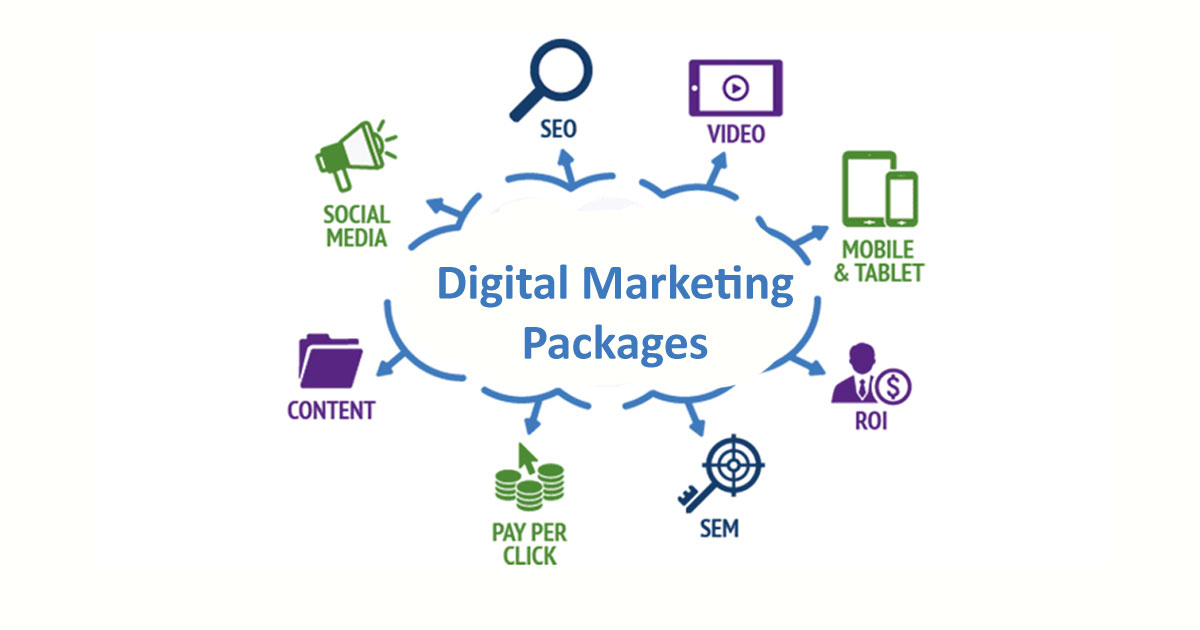 SEO
VIDEO
SOCIAL
MEDIA
MOBILE
& TABLET
Digital Marketing
Packages
CONTENT
$
ROI
PAY PER
CLICK
SEM